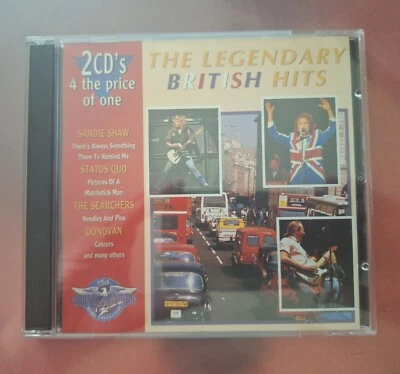 2CD's
4 the price
of one
THE LEGENDARY
BRITISH HITS
SANDIE SHAW
There's Always Something
There To Remind Me
STATUS QUO
Pictures Of A
Matchstick Man
THE SEARCHERS
Needles And Pins
DONOVAN
Colours
and many others